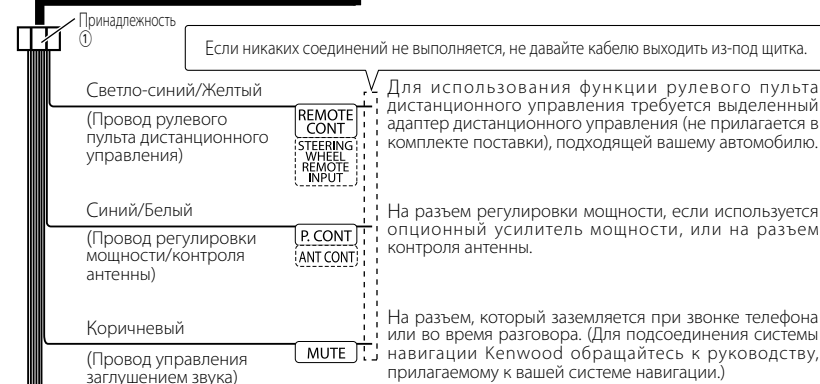 Принадлежность
①
Если никаких соединений не выполняется, не давайте кабелю выходить из-под щитка.
Светло-синий/Желтый
(Провод рулевого
пульта дистанционного
управления)
REMOTE
CONT
STEERING
WHEEL
REMOTE
INPUT
Для использования функции рулевого пульта
дистанционного управления требуется выделенный
адаптер дистанционного управления (не прилагается в
комплекте поставки), подходящей вашему автомобилю.
Синий/Белый
(Провод регулировки
мощности/контроля
антенны)
P. CONT
ANT CONT
На разъем регулировки мощности, если используется
опционный усилитель мощности, или на разъем
контроля антенны.
Коричневый
(Провод управления
заглушением звука)
MUTE
На разъем, который заземляется при звонке телефона
или во время разговора. (Для подсоединения системы
навигации Kenwood обращайтесь к руководству,
прилагаемому к вашей системе навигации.)